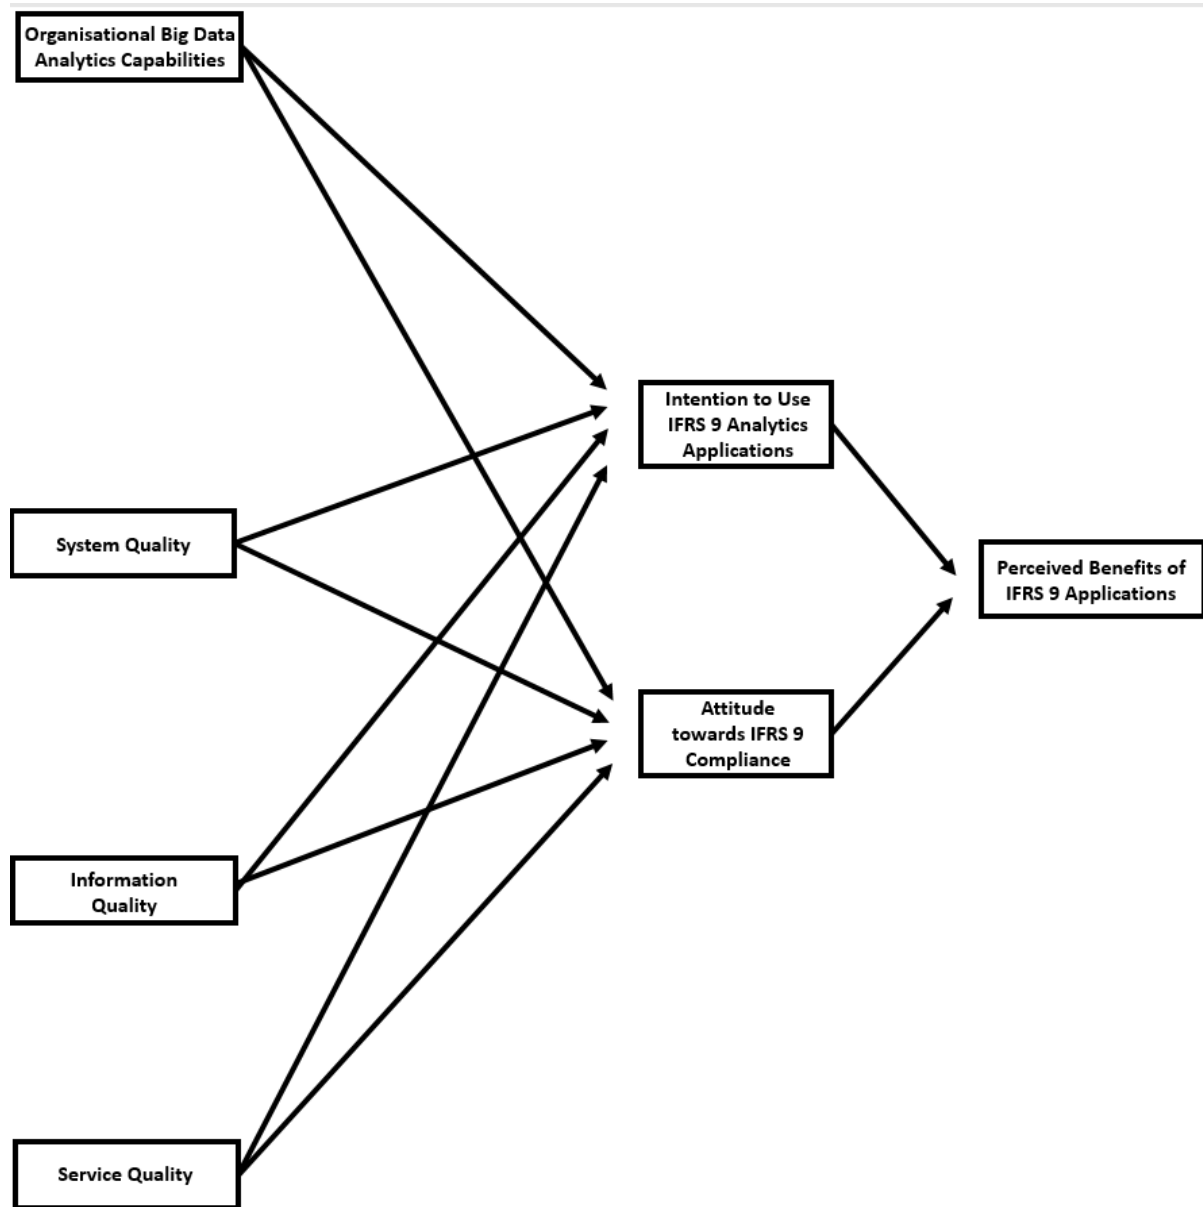 Organisational Big Data
Analytics Capabilities
Intention to Use
IFRS 9 Analytics
Applications
System Quality
Perceived Benefits of
IFRS 9 Applications
Attitude
towards IFRS 9
Compliance
Information
Quality
Service Quality